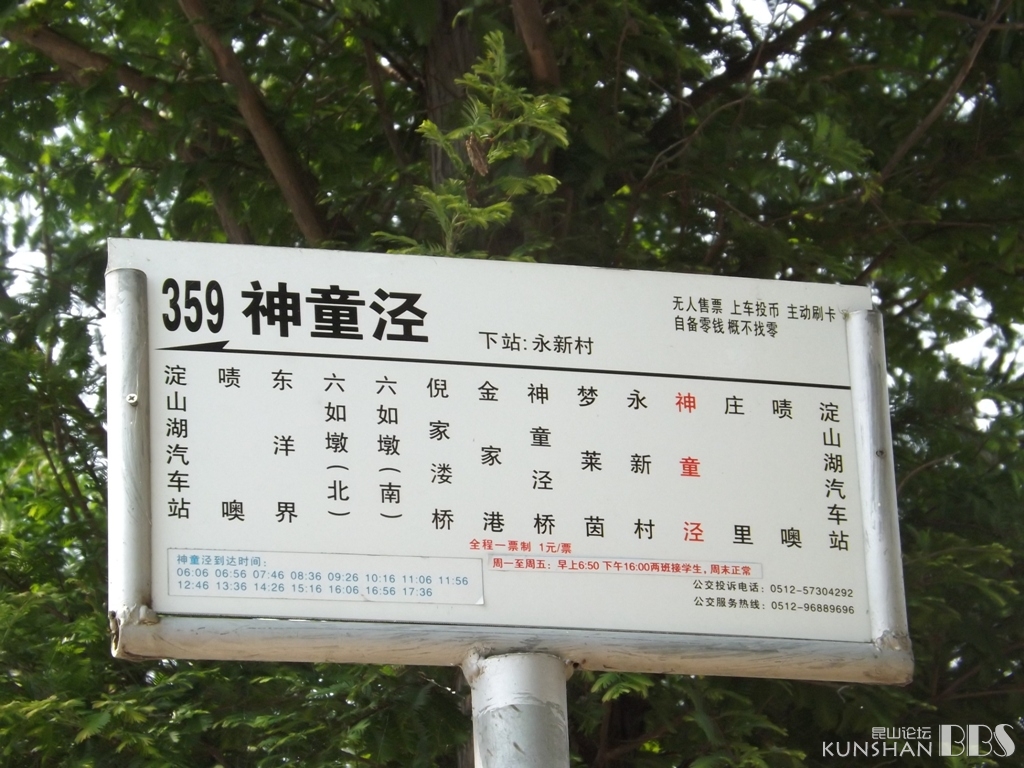 359 神童泾
下站: 永新村
无人售票 上车投币 主动刷卡
自备零钱 概不找零
淀山湖汽车站
啧噢
东洋界
六如墩(北)
六如墩(南)
倪家溇桥
金家港
神童泾桥
梦莱茵
永新村
神童泾
庄里
啧噢
淀山湖汽车站
全程一票制 1元/票
神童泾到达时间:
06:06 06:56 07:46 08:36 09:26 10:16 11:06 11:56
12:46 13:36 14:26 15:16 16:06 16:56 17:36
周一至周五: 早上6:50 下午16:00两班接学生, 周末正常
公交投诉电话: 0512-57304292
公交服务热线: 0512-96889696
昆山论坛
KUNSHAN BBS